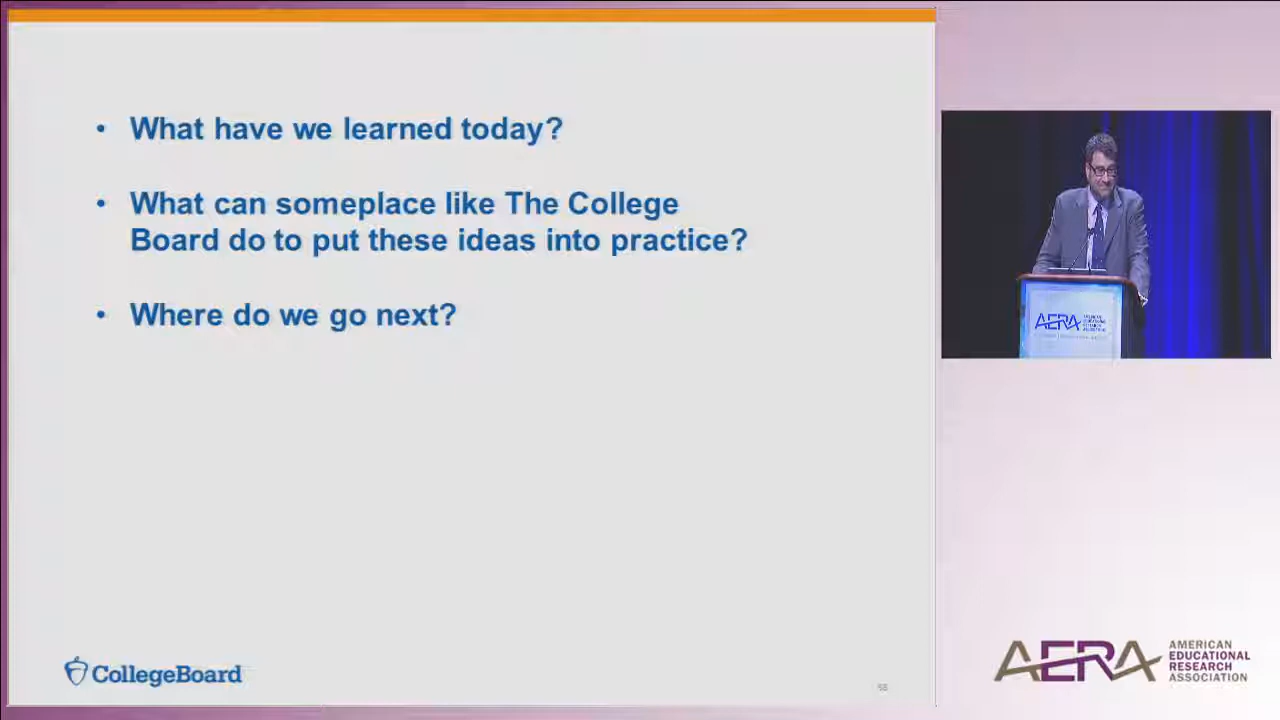 • What have we learned today?
• What can someplace like The College
Board do to put these ideas into practice?
• Where do we go next?
CollegeBoard
AERA
AERA
AMERICAN
EDUCATIONAL
RESEARCH
ASSOCIATION